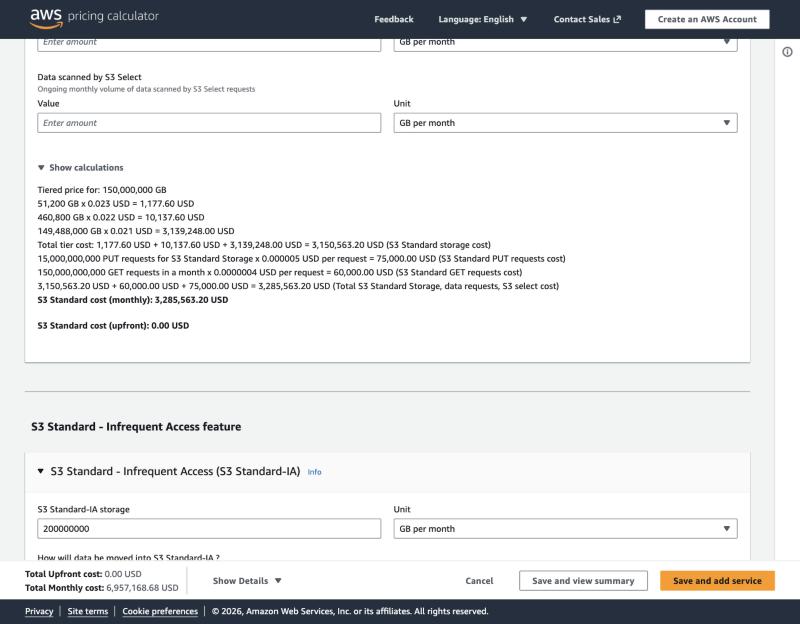 aws pricing calculator
Feedback Language: English Contact Sales Create an AWS Account
Enter amount GB per month
Data scanned by S3 Select
Ongoing monthly volume of data scanned by S3 Select requests
Value Unit
Enter amount GB per month
Show calculations
Tiered price for: 150,000,000 GB
51,200 GB x 0.023 USD = 1,177.60 USD
460,800 GB x 0.022 USD = 10,137.60 USD
149,488,000 GB x 0.021 USD = 3,139,248.00 USD
Total tier cost: 1,177.60 USD + 10,137.60 USD + 3,139,248.00 USD = 3,150,563.20 USD (S3 Standard storage cost)
15,000,000,000 PUT requests for S3 Standard Storage x 0.000005 USD per request = 75,000.00 USD (S3 Standard PUT requests cost)
150,000,000,000 GET requests in a month x 0.0000004 USD per request = 60,000.00 USD (S3 Standard GET requests cost)
3,150,563.20 USD + 60,000.00 USD + 75,000.00 USD = 3,285,563.20 USD (Total S3 Standard Storage, data requests, S3 select cost)
S3 Standard cost (monthly): 3,285,563.20 USD
S3 Standard cost (upfront): 0.00 USD
S3 Standard - Infrequent Access feature
S3 Standard - Infrequent Access (S3 Standard-IA) Info
S3 Standard-IA storage Unit
200000000 GB per month
How will data be moved into S3 Standard-IA ?
Total Upfront cost: 0.00 USD
Total Monthly cost: 6,957,168.68 USD
Show Details Cancel Save and view summary Save and add service
Privacy | Site terms | Cookie preferences | © 2026, Amazon Web Services, Inc. or its affiliates. All rights reserved.